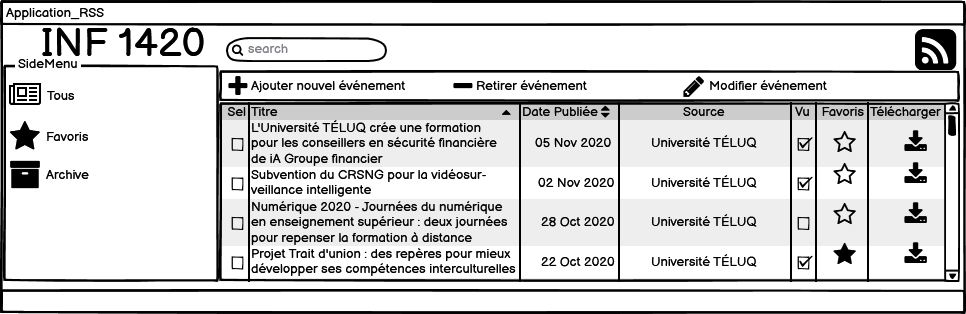 Application_RSS
INF 1420
search
SideMenu
Tous
Favoris
Archive
Ajouter nouvel événement
Retirer événement
Modifier événement
Sel Titre Date Publiée Source Vu Favoris Télécharger
L'Université TÉLUQ crée une formation
pour les conseillers en sécurité financière
de iA Groupe financier
05 Nov 2020 Université TÉLUQ
Subvention du CRSNG pour la vidéosur-
veillance intelligente
02 Nov 2020 Université TÉLUQ
Numérique 2020 - Journées du numérique
en enseignement supérieur : deux journées
pour repenser la formation à distance
28 Oct 2020 Université TÉLUQ
Projet Trait d'union : des repères pour mieux
développer ses compétences interculturelles
22 Oct 2020 Université TÉLUQ